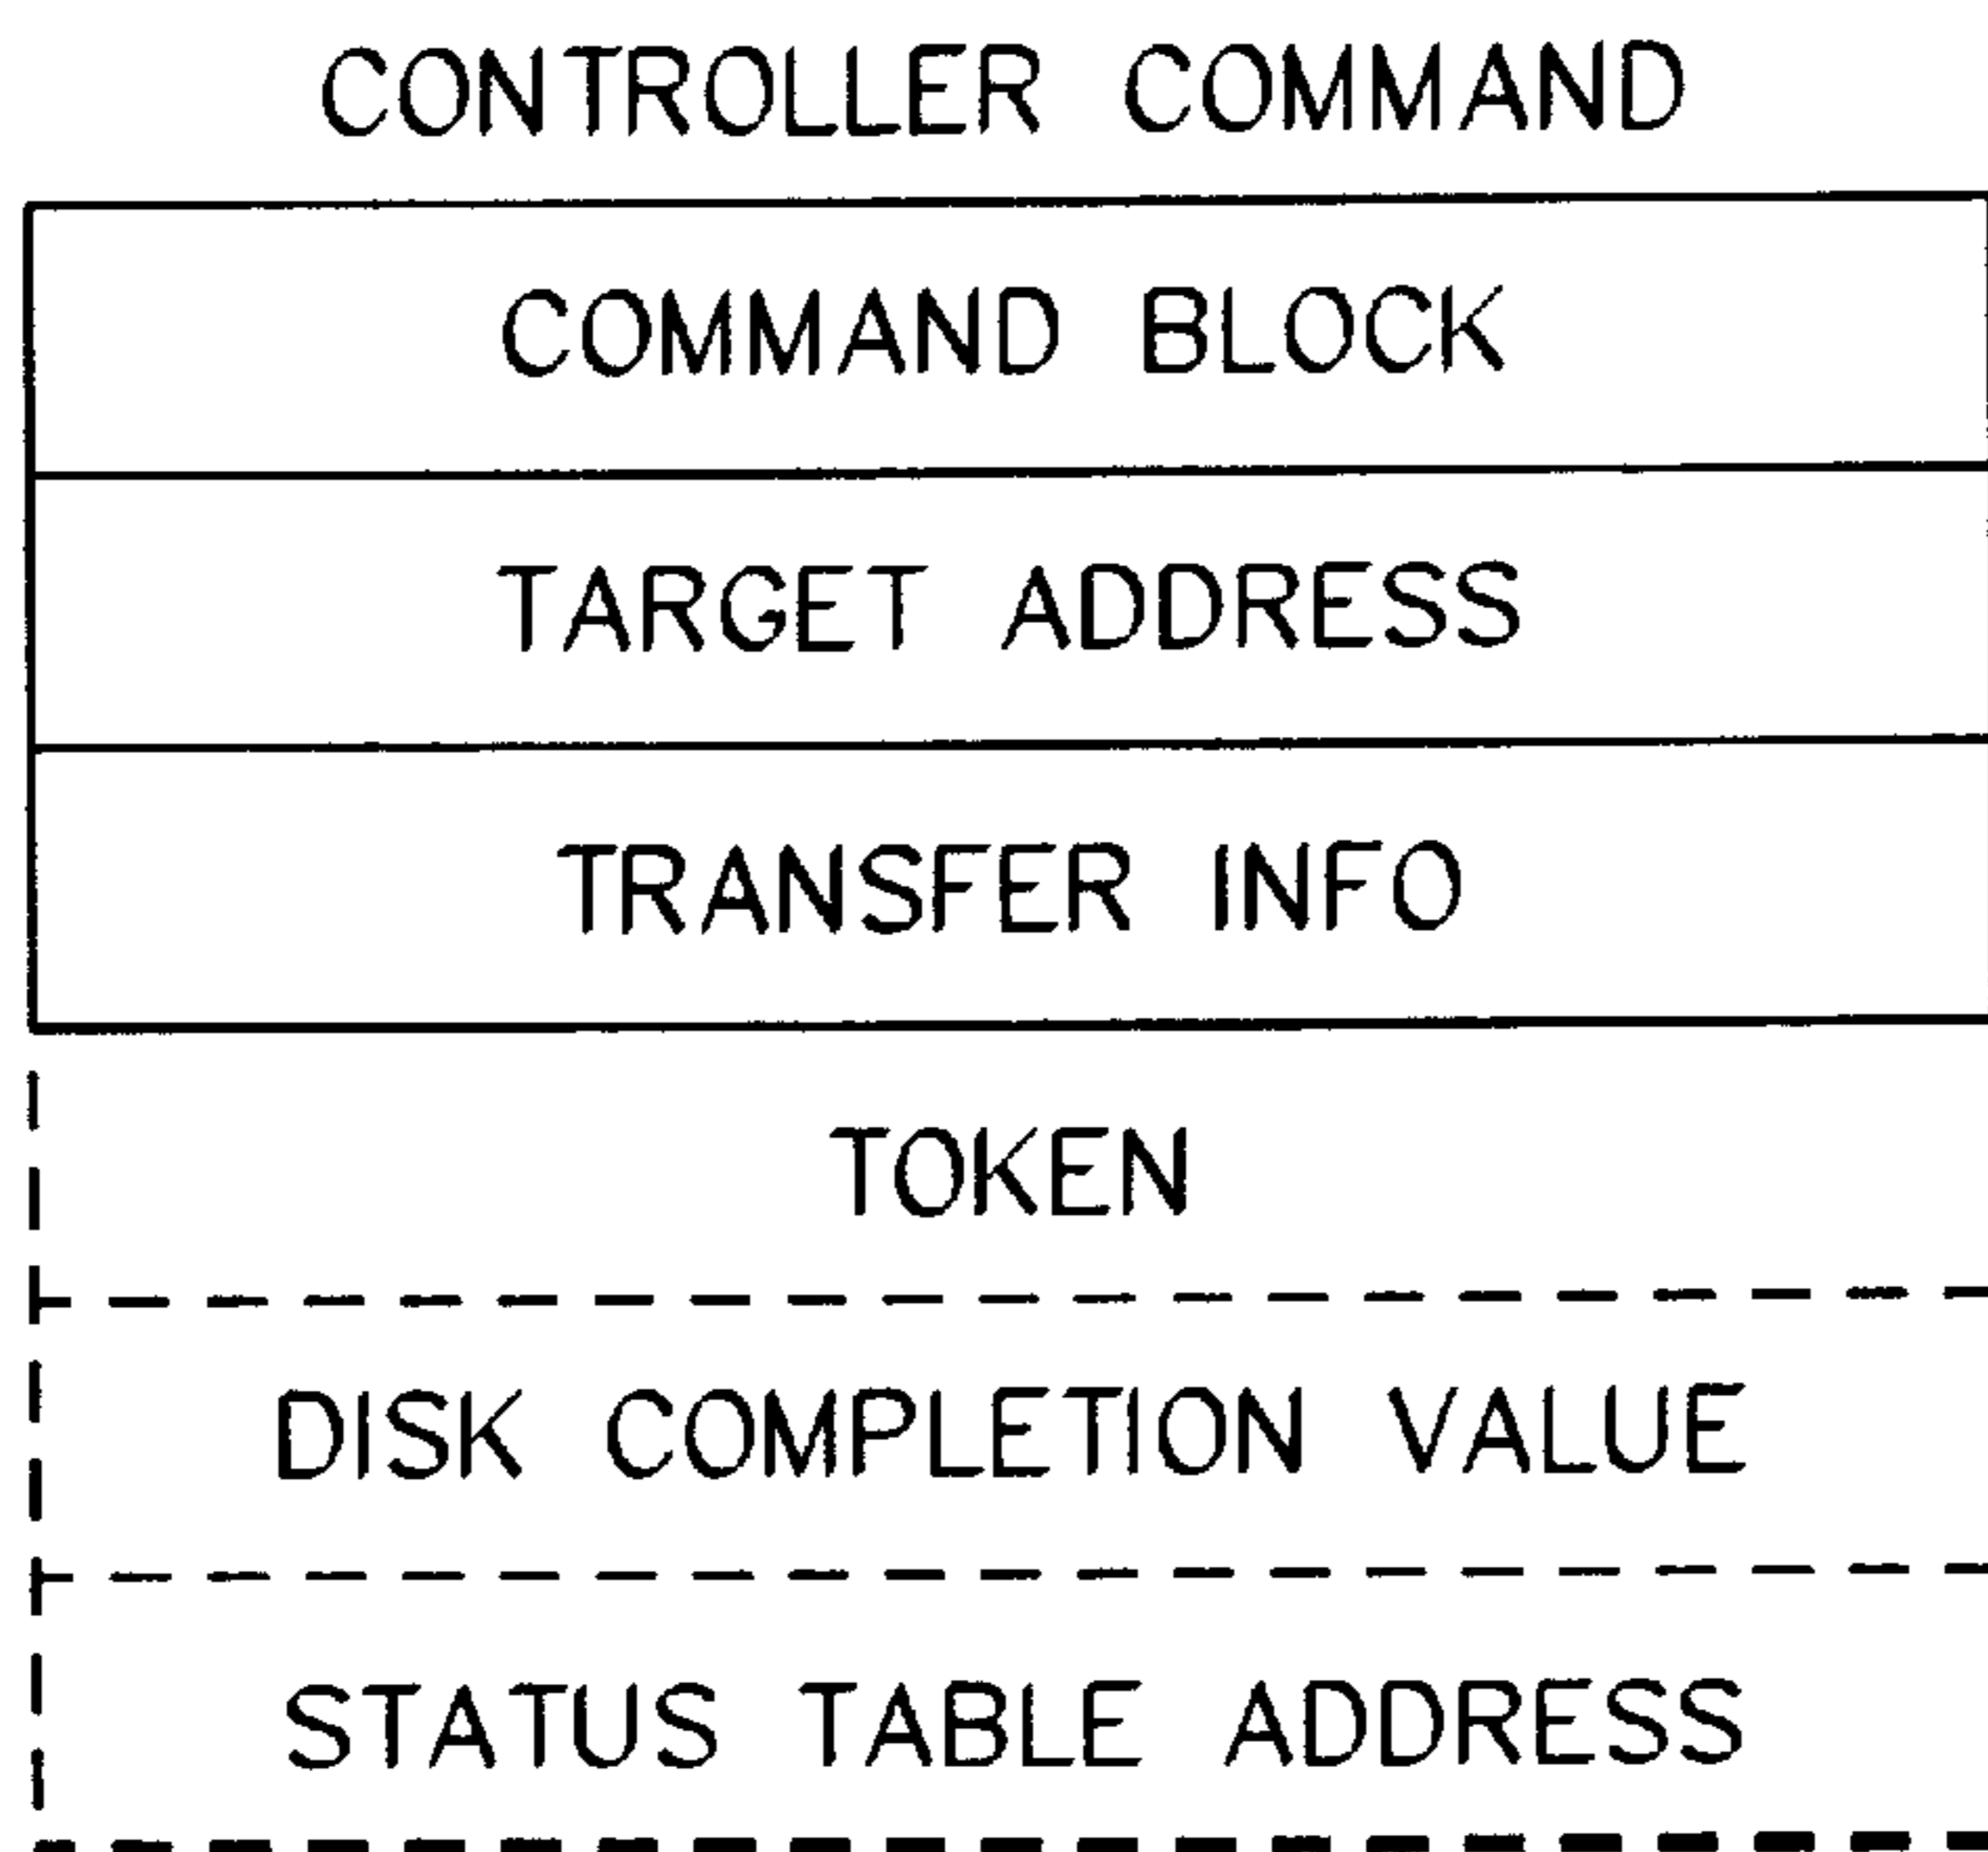 CONTROLLER COMMAND
COMMAND BLOCK
TARGET ADDRESS
TRANSFER INFO
TOKEN
DISK COMPLETION VALUE
STATUS TABLE ADDRESS